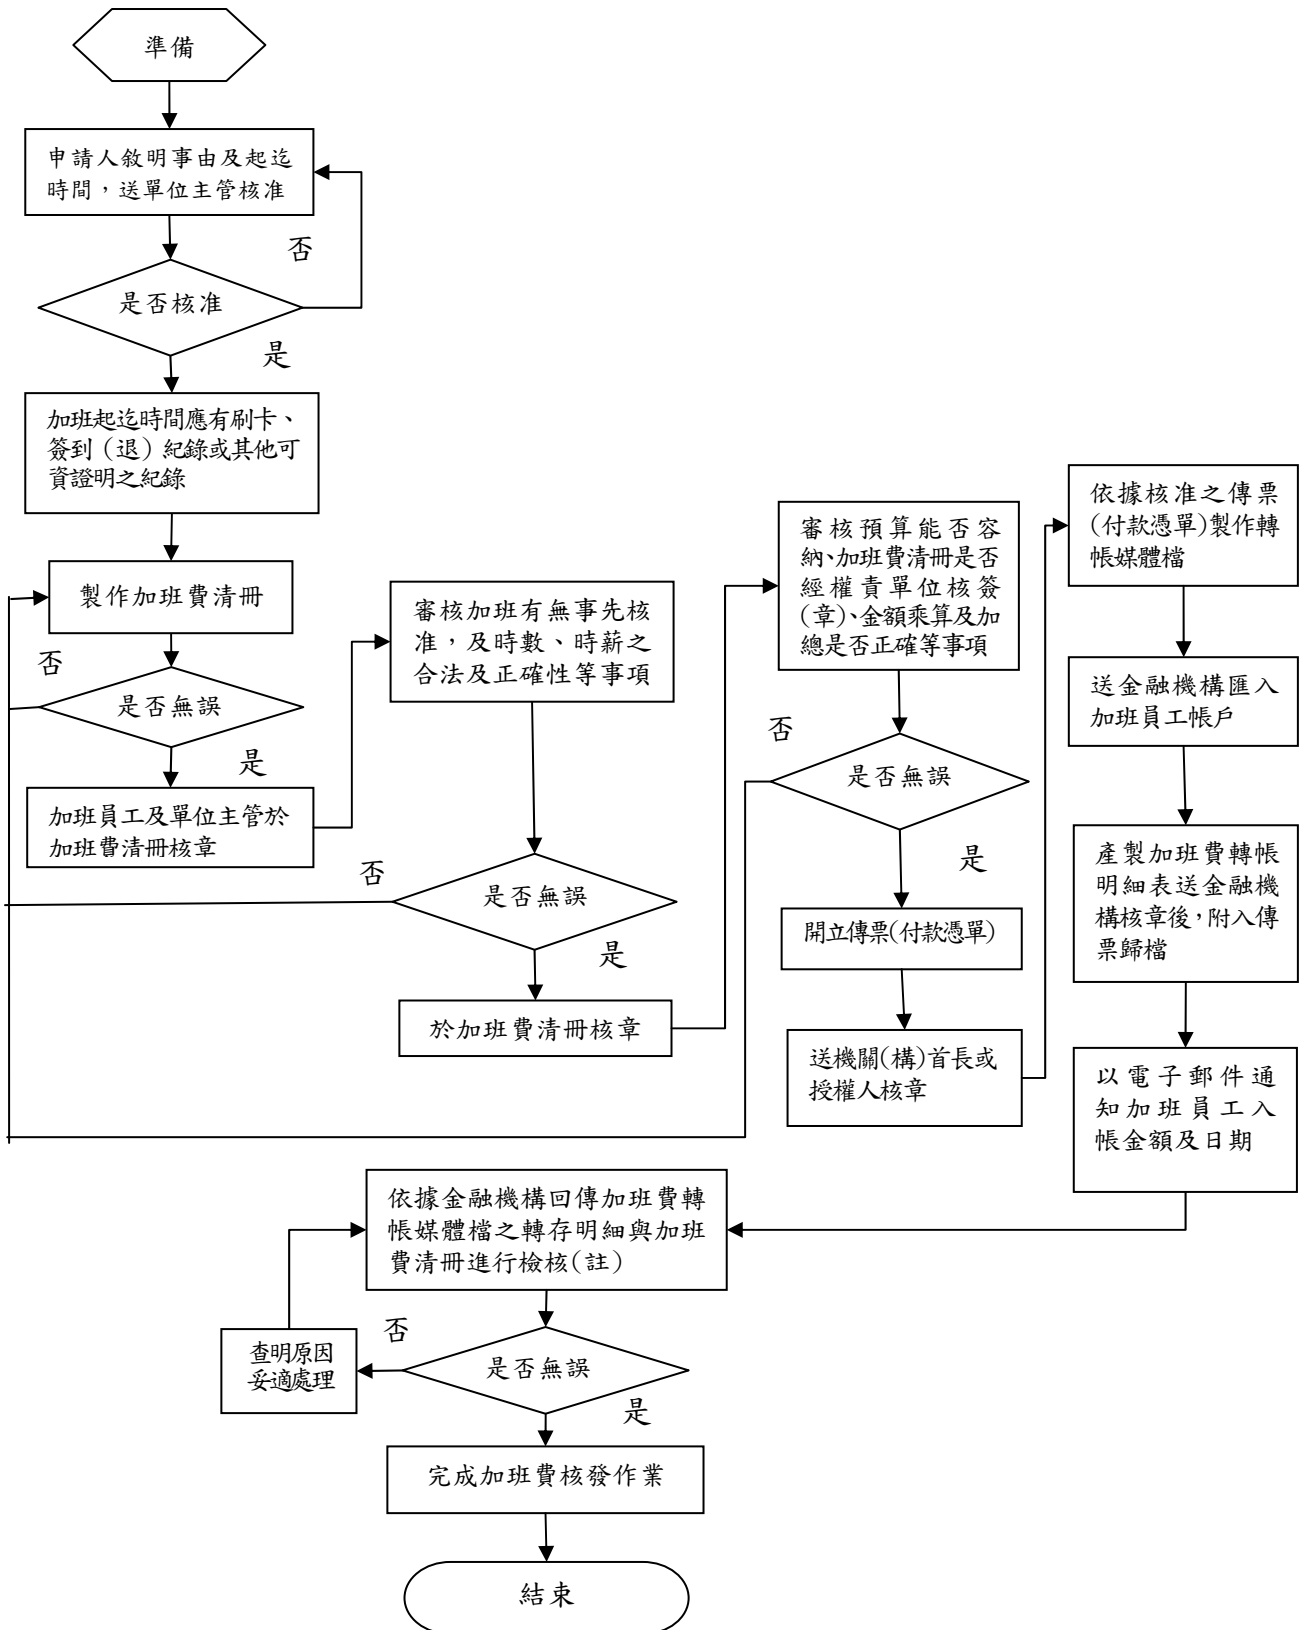 準備
申請人敘明事由及起迄
時間，送單位主管核准
否
是否核准
是
加班起迄時間應有刷卡、
簽到（退）紀錄或其他可
資證明之紀錄
製作加班費清冊
否
是否無誤
是
加班員工及單位主管於
加班費清冊核章
審核加班有無事先核
准，及時數、時薪之
合法及正確性等事項
否
是否無誤
是
於加班費清冊核章
審核預算能否容
納、加班費清冊是否
經權責單位核簽
(章)、金額乘算及加
總是否正確等事項
否
是否無誤
是
開立傳票(付款憑單)
送機關(構)首長或
授權人核章
依據核准之傳票
(付款憑單)製作轉
帳媒體檔
送金融機構匯入
加班員工帳戶
產製加班費轉帳
明細表送金融機
構核章後，附入傳
票歸檔
以電子郵件通
知加班員工入
帳金額及日期
依據金融機構回傳加班費轉
帳媒體檔之轉存明細與加班
費清冊進行檢核(註)
否
查明原因
妥適處理
是否無誤
是
完成加班費核發作業
結束